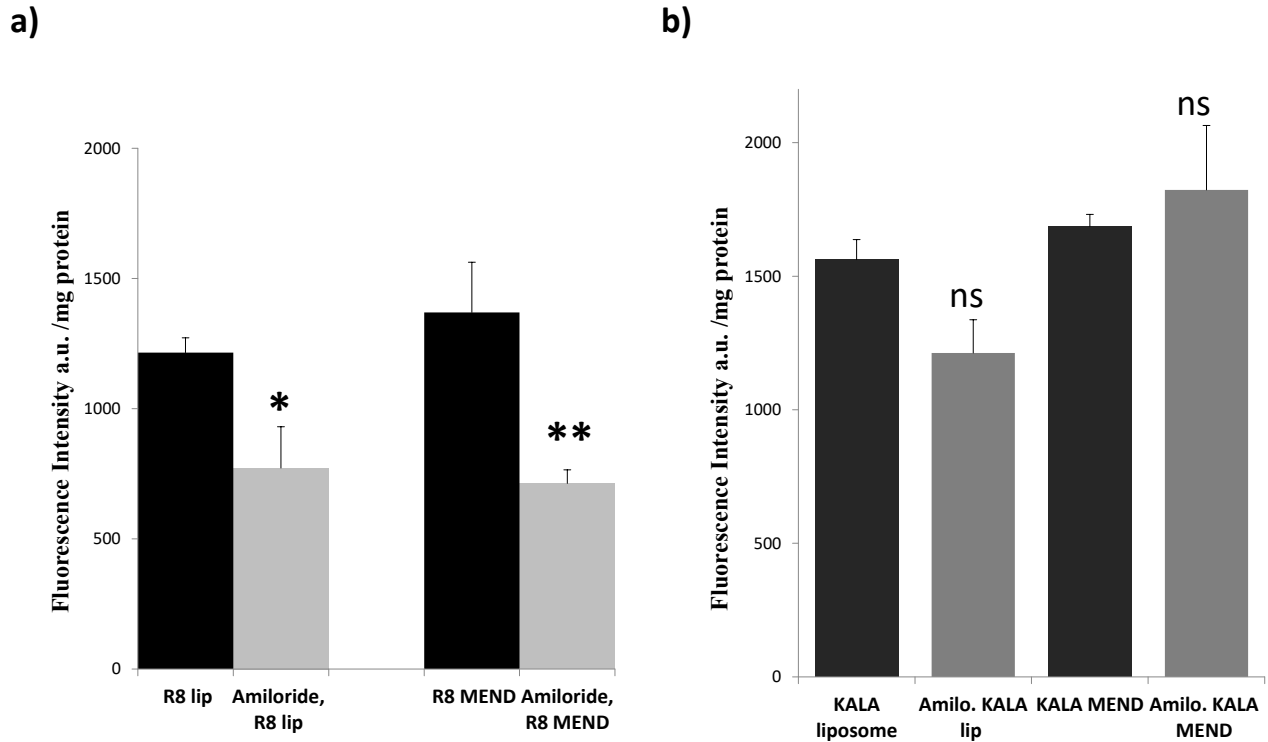 a)
Fluorescence Intensity a.u. /mg protein
2000
1500
1000
500
0
*
**
R8 lip
Amiloride,
R8 lip
R8 MEND
Amiloride,
R8 MEND
b)
Fluorescence Intensity a.u. /mg protein
2000
1500
1000
500
0
ns
ns
KALA
liposome
Amilo. KALA
lip
KALA MEND
Amilo. KALA
MEND